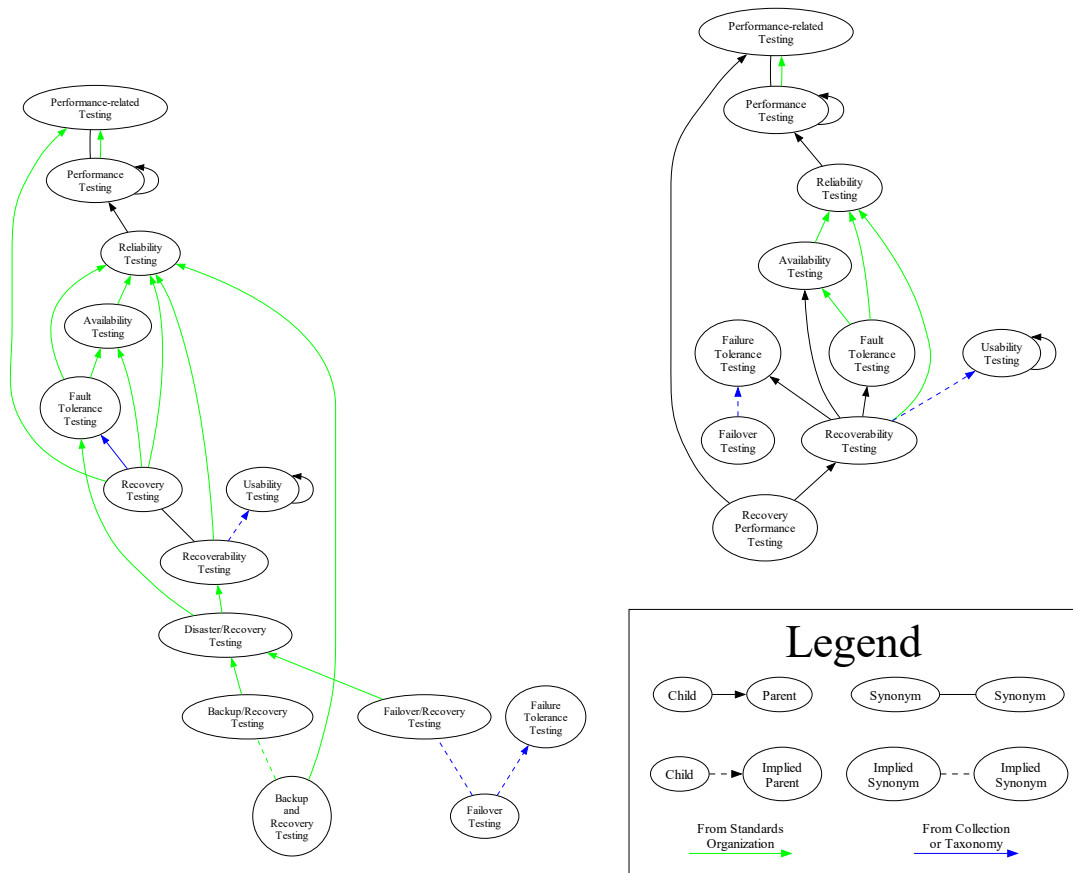 Performance-related
Testing
Performance
Testing
Reliability
Testing
Availability
Testing
Fault
Tolerance
Testing
Recovery
Testing
Usability
Testing
Recoverability
Testing
Disaster/Recovery
Testing
Backup/Recovery
Testing
Failover/Recovery
Testing
Failure
Tolerance
Testing
Backup
and
Recovery
Testing
Failover
Testing
Performance-related
Testing
Performance
Testing
Reliability
Testing
Availability
Testing
Failure
Tolerance
Testing
Fault
Tolerance
Testing
Usability
Testing
Failover
Testing
Recoverability
Testing
Recovery
Performance
Testing
Legend
Child
Parent
Synonym
Synonym
Child
Implied
Parent
Implied
Synonym
Implied
Synonym
From Standards
Organization
From Collection
or Taxonomy